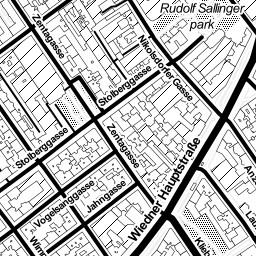 Rudolf Sallinger
park
Zentagasse
Nikolsdorfer Gasse
Stolberggasse
Stolberggasse
Zentagasse
Wiedner Hauptstraße
Vogelsanggasse
Jahngasse